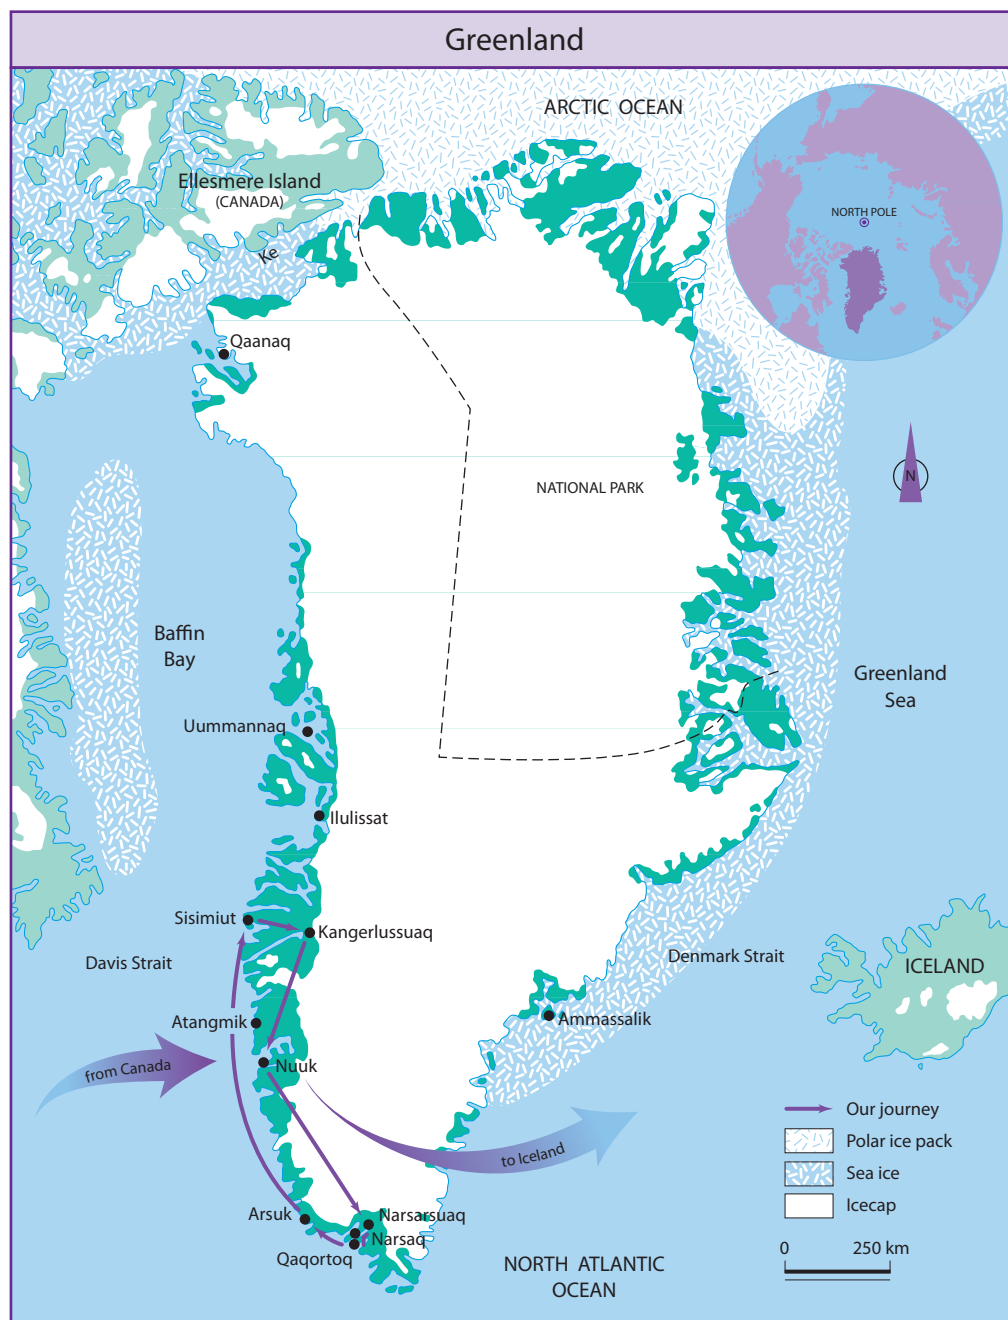 Greenland
ARCTIC OCEAN
Ellesmere Island
(CANADA)
NORTH POLE
Ke
Qaanaq
N
NATIONAL PARK
Baffin
Bay
Greenland
Sea
Uummannaq
Ilulissat
Sisimiut
Kangerlussuaq
Davis Strait
Denmark Strait
ICELAND
Atangmik
Ammassalik
from Canada
Nuuk
to Iceland
Our journey
Polar ice pack
Sea ice
Icecap
Arsuk
Narsarsuaq
Narsaq
Qaqortoq
0 250 km
NORTH ATLANTIC
OCEAN